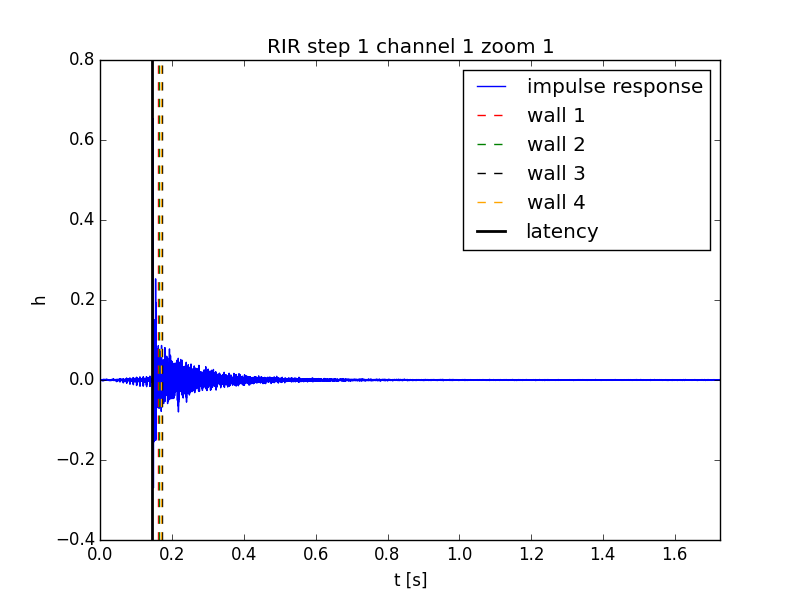 RIR step 1 channel 1 zoom 1
0.8
0.6
0.4
0.2
0.0
−0.2
−0.4
h
impulse response
wall 1
wall 2
wall 3
wall 4
latency
0.0 0.2 0.4 0.6 0.8 1.0 1.2 1.4 1.6
t [s]